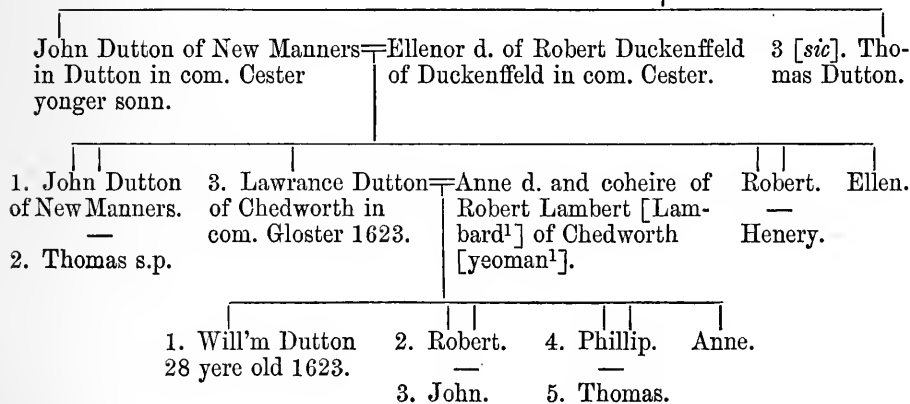 John Dutton of New Manners
in Dutton in com. Cester
yonger sonn.
Ellenor d. of Robert Duckenffeld
of Duckenffeld in com. Cester.
3 [sic]. Tho-
mas Dutton.
1. John Dutton
of New Manners.
—
2. Thomas s.p.
3. Lawrance Dutton
of Chedworth in
com. Gloster 1623.
Anne d. and coheire of
Robert Lambert [Lam-
bard¹] of Chedworth
[yeoman¹].
Robert.
—
Henery.
Ellen.
1. Will'm Dutton
28 yere old 1623.
2. Robert.
—
3. John.
4. Phillip.
—
5. Thomas.
Anne.